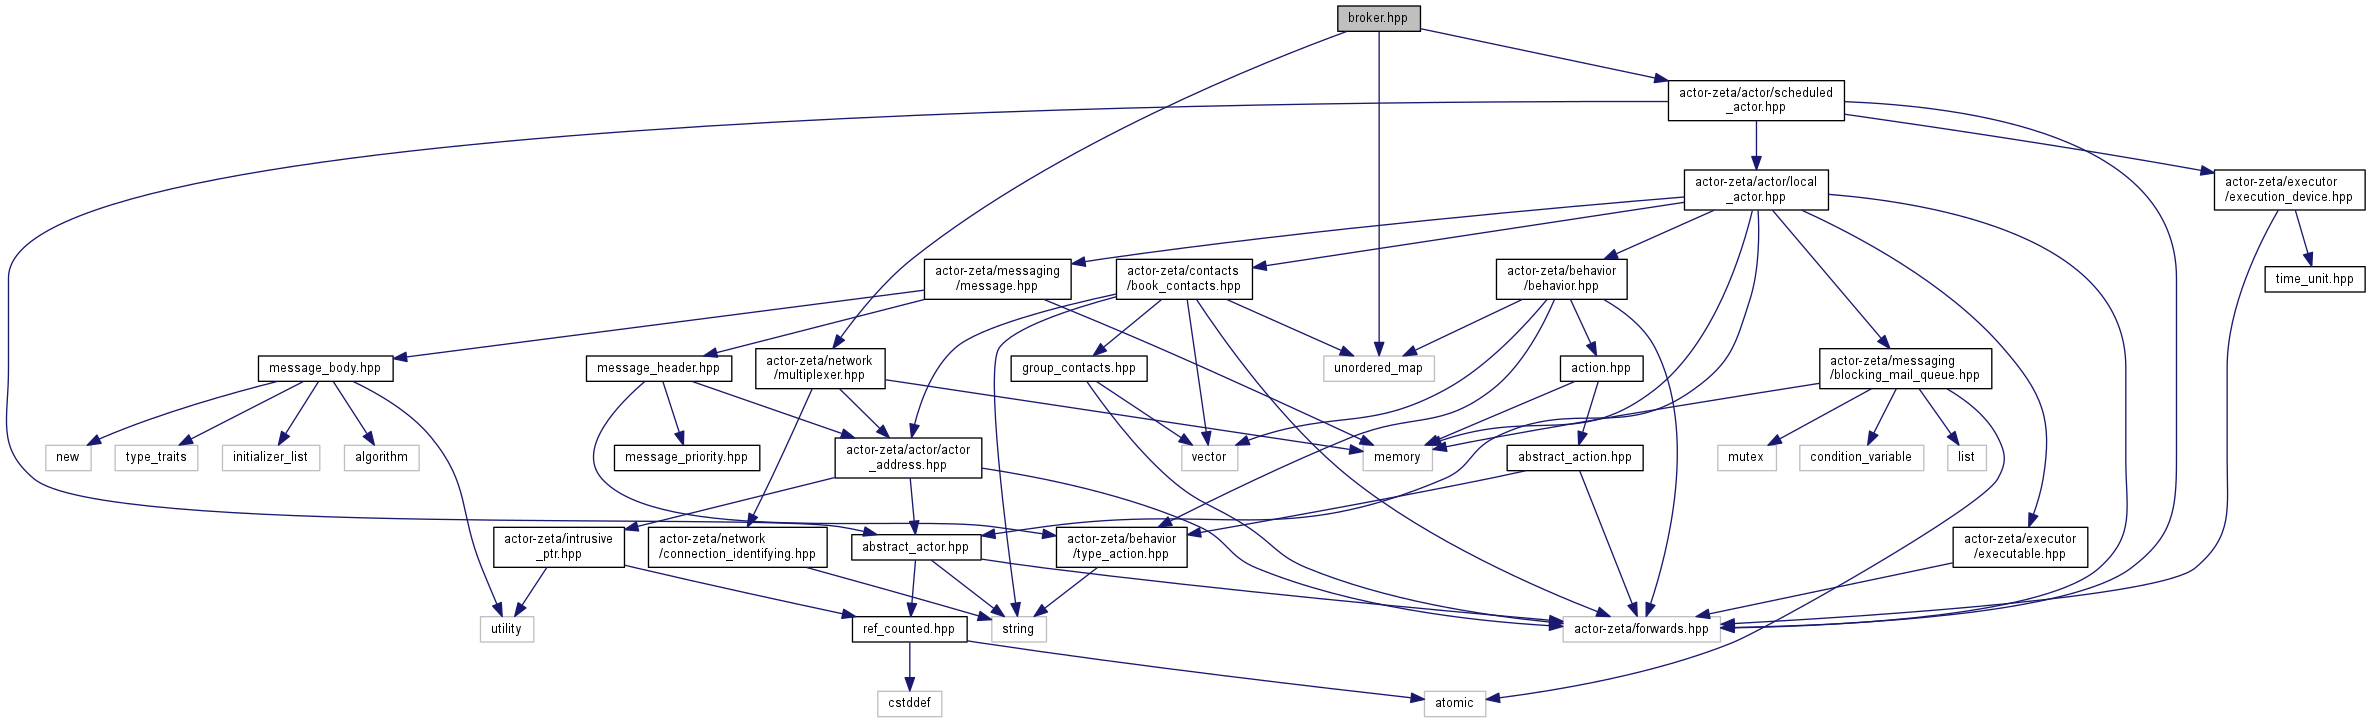 broker.hpp
actor-zeta/actor/scheduled
_actor.hpp
actor-zeta/actor/local
_actor.hpp
actor-zeta/executor
/execution_device.hpp
actor-zeta/messaging
/message.hpp
actor-zeta/contacts
/book_contacts.hpp
actor-zeta/behavior
/behavior.hpp
time_unit.hpp
message_body.hpp
message_header.hpp
actor-zeta/network
/multiplexer.hpp
group_contacts.hpp
unordered_map
action.hpp
actor-zeta/messaging
/blocking_mail_queue.hpp
new
type_traits
initializer_list
algorithm
message_priority.hpp
actor-zeta/actor/actor
_address.hpp
vector
memory
abstract_action.hpp
mutex
condition_variable
list
actor-zeta/intrusive
_ptr.hpp
actor-zeta/network
/connection_identifying.hpp
abstract_actor.hpp
actor-zeta/behavior
/type_action.hpp
actor-zeta/executor
/executable.hpp
utility
ref_counted.hpp
string
actor-zeta/forwards.hpp
cstddef
atomic